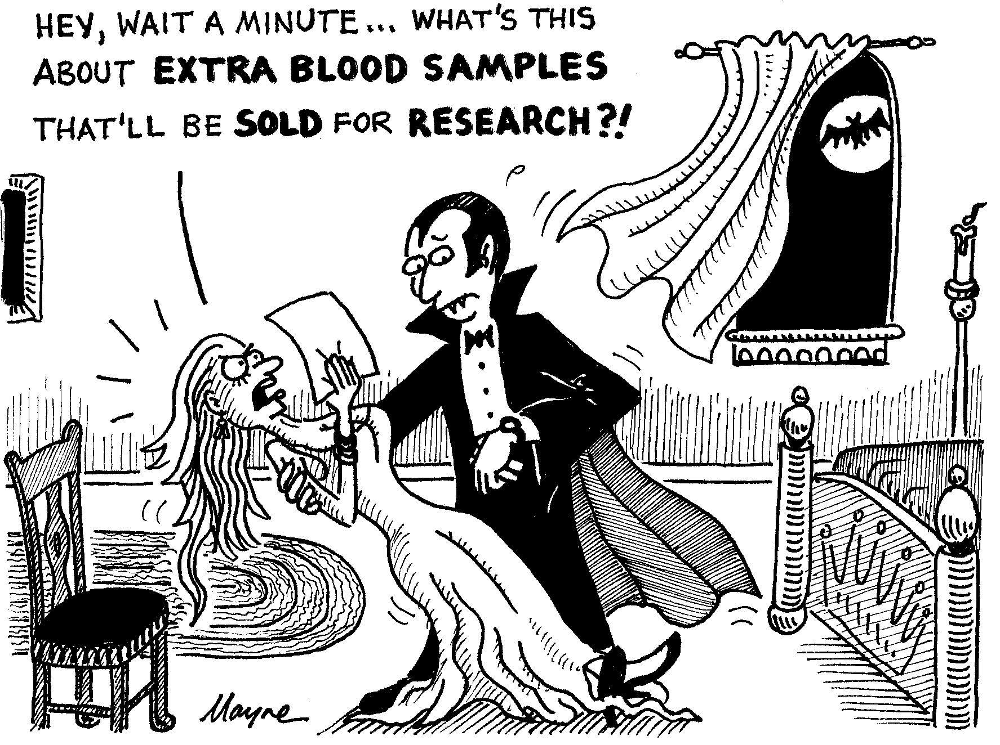 HEY, WAIT A MINUTE... WHAT'S THIS
ABOUT EXTRA BLOOD SAMPLES
THAT'LL BE SOLD FOR RESEARCH?!
Mayne